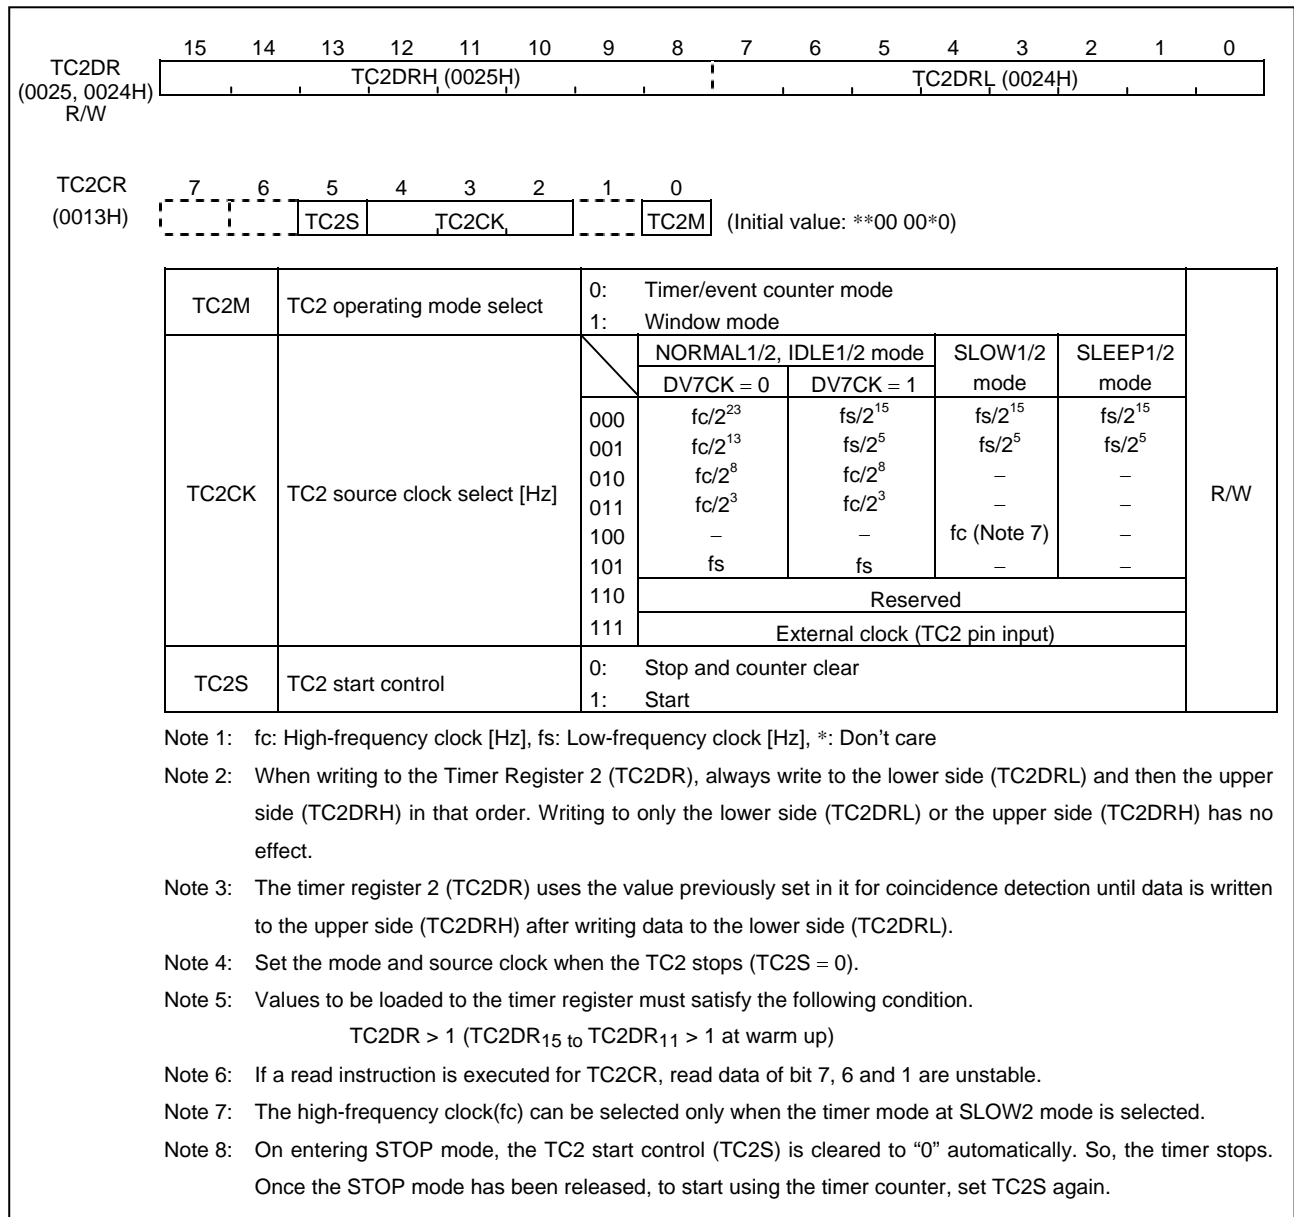 15 14 13 12 11 10 9 8 7 6 5 4 3 2 1 0
TC2DR
(0025, 0024H)
R/W
TC2DRH (0025H) TC2DRL (0024H)
TC2CR
(0013H)
7 6 5 4 3 2 1 0
TC2S TC2CK TC2M (Initial value: **00 00*0)
TC2M TC2 operating mode select 0: Timer/event counter mode
1: Window mode
TC2CK TC2 source clock select [Hz] R/W
NORMAL1/2, IDLE1/2 mode SLOW1/2 mode SLEEP1/2 mode
DV7CK = 0 DV7CK = 1
000 fc/2^23 fs/2^15 fs/2^15 fs/2^15
001 fc/2^13 fs/2^5 fs/2^5 fs/2^5
010 fc/2^8 fc/2^8 – –
011 fc/2^3 fc/2^3 – –
100 – – fc (Note 7) –
101 fs fs – –
110 Reserved
111 External clock (TC2 pin input)
TC2S TC2 start control 0: Stop and counter clear
1: Start
Note 1: fc: High-frequency clock [Hz], fs: Low-frequency clock [Hz], *: Don't care
Note 2: When writing to the Timer Register 2 (TC2DR), always write to the lower side (TC2DRL) and then the upper
side (TC2DRH) in that order. Writing to only the lower side (TC2DRL) or the upper side (TC2DRH) has no
effect.
Note 3: The timer register 2 (TC2DR) uses the value previously set in it for coincidence detection until data is written
to the upper side (TC2DRH) after writing data to the lower side (TC2DRL).
Note 4: Set the mode and source clock when the TC2 stops (TC2S = 0).
Note 5: Values to be loaded to the timer register must satisfy the following condition.
TC2DR > 1 (TC2DR15 to TC2DR11 > 1 at warm up)
Note 6: If a read instruction is executed for TC2CR, read data of bit 7, 6 and 1 are unstable.
Note 7: The high-frequency clock(fc) can be selected only when the timer mode at SLOW2 mode is selected.
Note 8: On entering STOP mode, the TC2 start control (TC2S) is cleared to “0” automatically. So, the timer stops.
Once the STOP mode has been released, to start using the timer counter, set TC2S again.